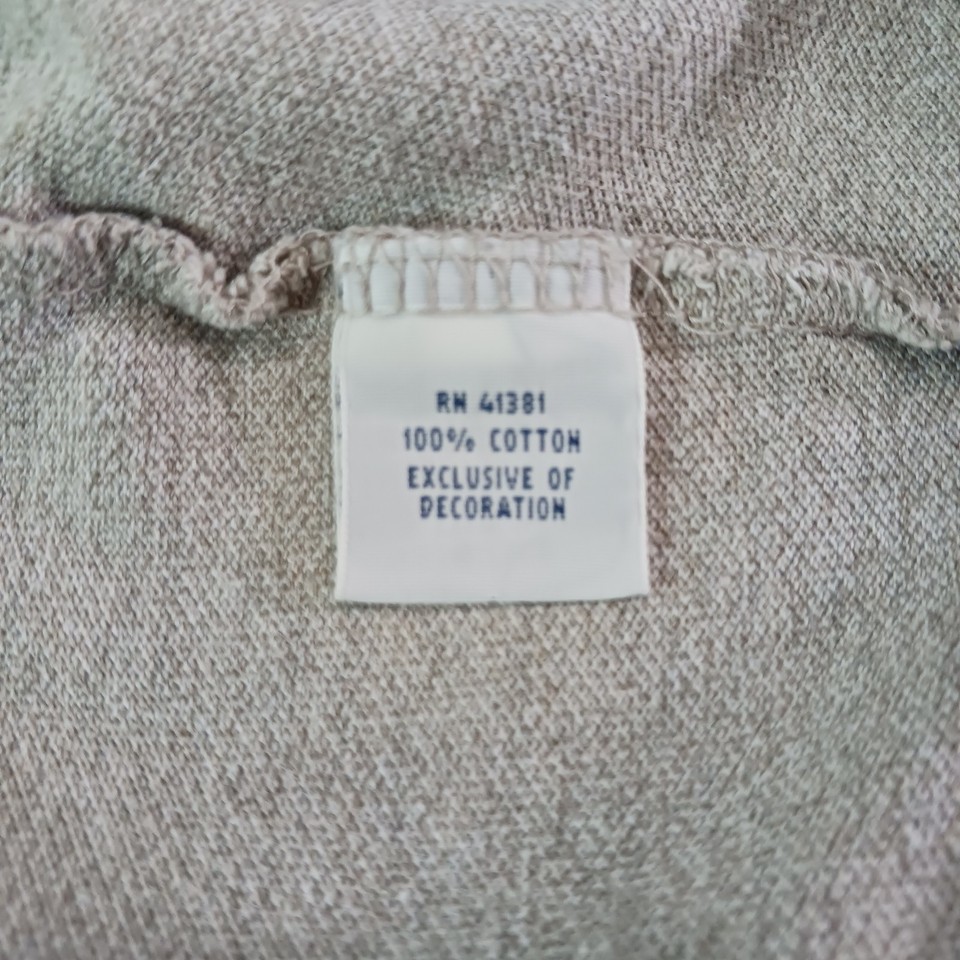 RN 41381
100% COTTON
EXCLUSIVE OF
DECORATION